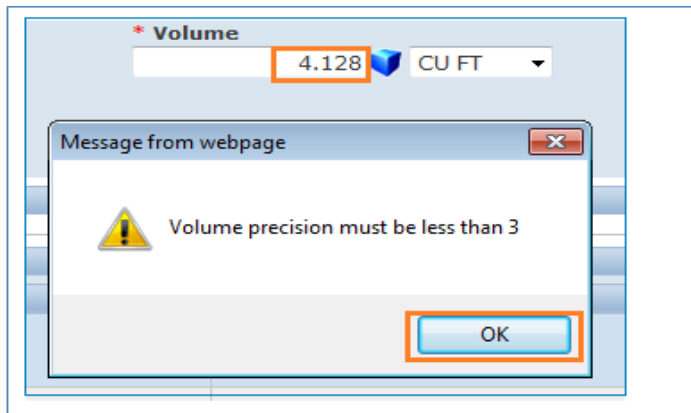 * Volume
4.128 CU FT
Message from webpage
Volume precision must be less than 3
OK